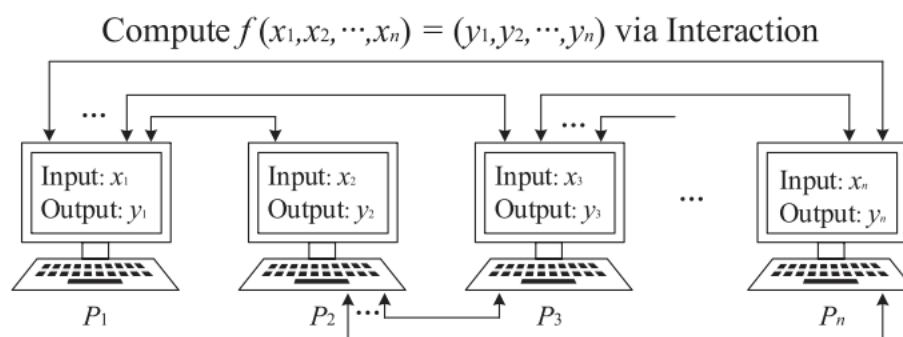 Compute f(x1,x2,···,xn) = (y1,y2,···,yn) via Interaction
...
...
Input: x1
Output: y1
Input: x2
Output: y2
Input: x3
Output: y3
...
Input: xn
Output: yn
P1
P2
...
P3
Pn